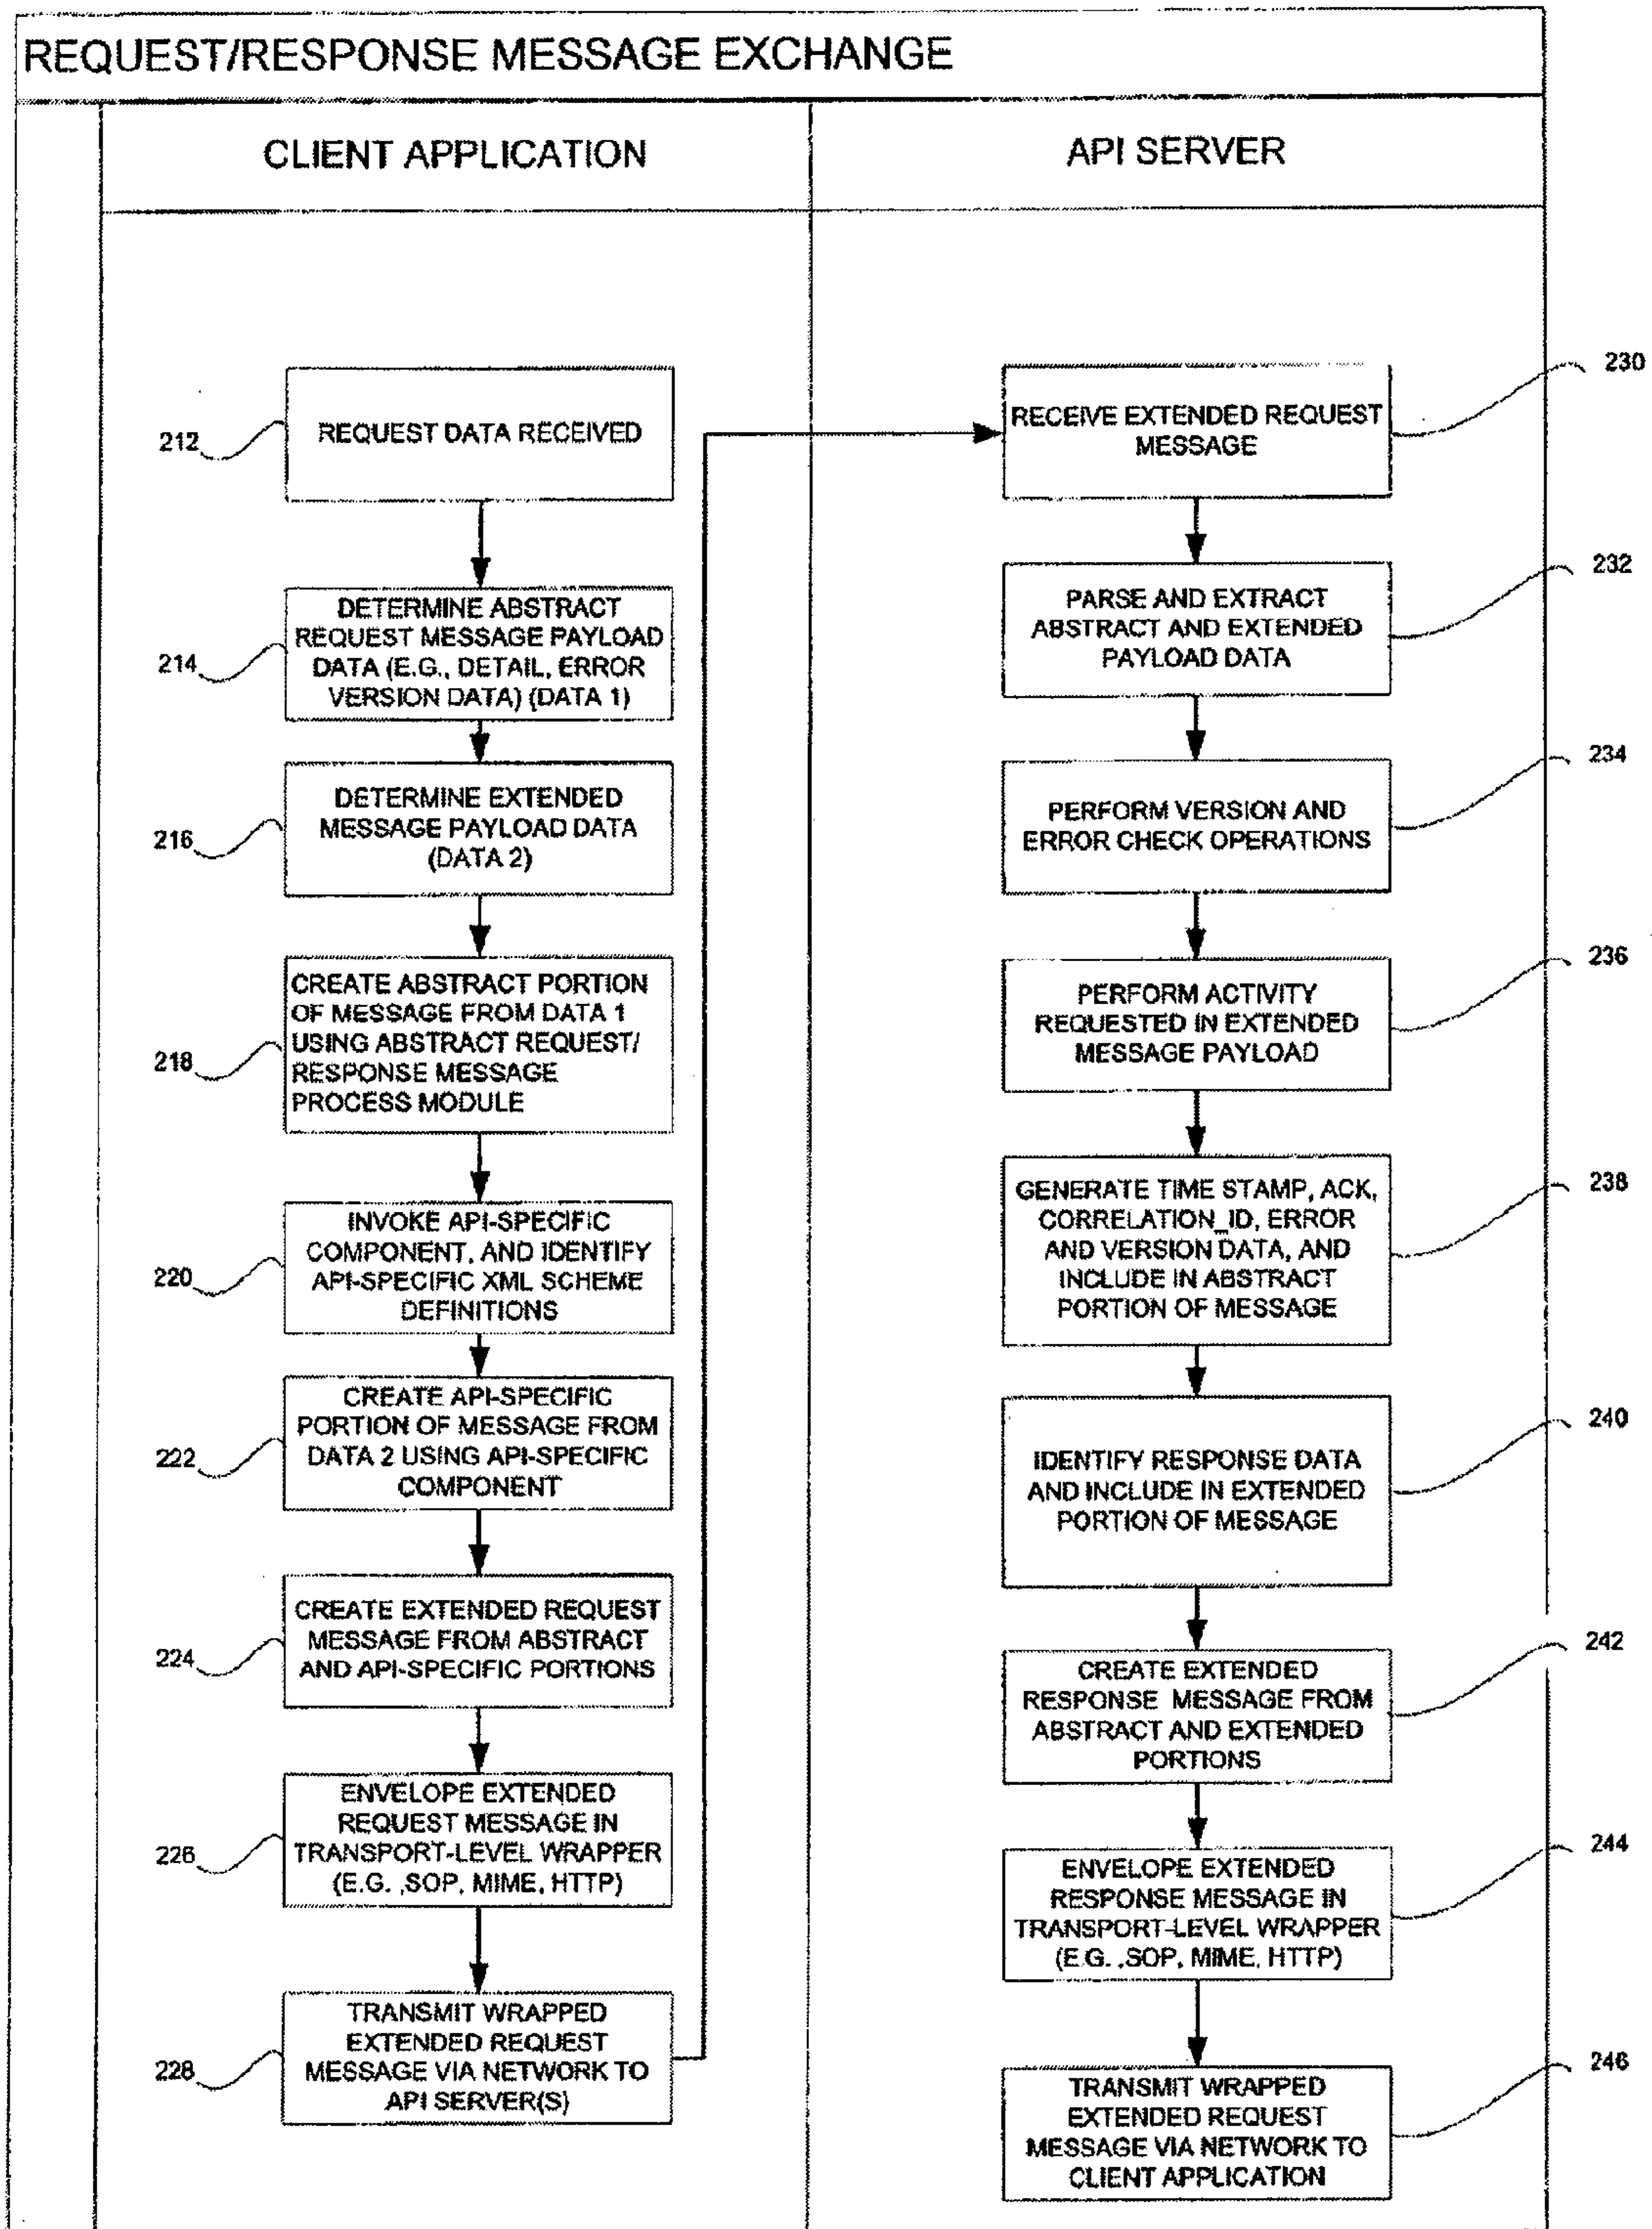 REQUEST/RESPONSE MESSAGE EXCHANGE
CLIENT APPLICATION
API SERVER
212
REQUEST DATA RECEIVED
214
DETERMINE ABSTRACT
REQUEST MESSAGE PAYLOAD
DATA (E.G., DETAIL, ERROR
VERSION DATA) (DATA 1)
216
DETERMINE EXTENDED
MESSAGE PAYLOAD DATA
(DATA 2)
218
CREATE ABSTRACT PORTION
OF MESSAGE FROM DATA 1
USING ABSTRACT REQUEST/
RESPONSE MESSAGE
PROCESS MODULE
220
INVOKE API-SPECIFIC
COMPONENT, AND IDENTIFY
API-SPECIFIC XML SCHEME
DEFINITIONS
222
CREATE API-SPECIFIC
PORTION OF MESSAGE FROM
DATA 2 USING API-SPECIFIC
COMPONENT
224
CREATE EXTENDED REQUEST
MESSAGE FROM ABSTRACT
AND API-SPECIFIC PORTIONS
226
ENVELOPE EXTENDED
REQUEST MESSAGE IN
TRANSPORT-LEVEL WRAPPER
(E.G. ,SOP, MIME, HTTP)
228
TRANSMIT WRAPPED
EXTENDED REQUEST
MESSAGE VIA NETWORK TO
API SERVER(S)
230
RECEIVE EXTENDED REQUEST
MESSAGE
232
PARSE AND EXTRACT
ABSTRACT AND EXTENDED
PAYLOAD DATA
234
PERFORM VERSION AND
ERROR CHECK OPERATIONS
236
PERFORM ACTIVITY
REQUESTED IN EXTENDED
MESSAGE PAYLOAD
238
GENERATE TIME STAMP, ACK,
CORRELATION_ID, ERROR
AND VERSION DATA, AND
INCLUDE IN ABSTRACT
PORTION OF MESSAGE
240
IDENTIFY RESPONSE DATA
AND INCLUDE IN EXTENDED
PORTION OF MESSAGE
242
CREATE EXTENDED
RESPONSE MESSAGE FROM
ABSTRACT AND EXTENDED
PORTIONS
244
ENVELOPE EXTENDED
RESPONSE MESSAGE IN
TRANSPORT-LEVEL WRAPPER
(E.G. ,SOP, MIME, HTTP)
246
TRANSMIT WRAPPED
EXTENDED REQUEST
MESSAGE VIA NETWORK TO
CLIENT APPLICATION